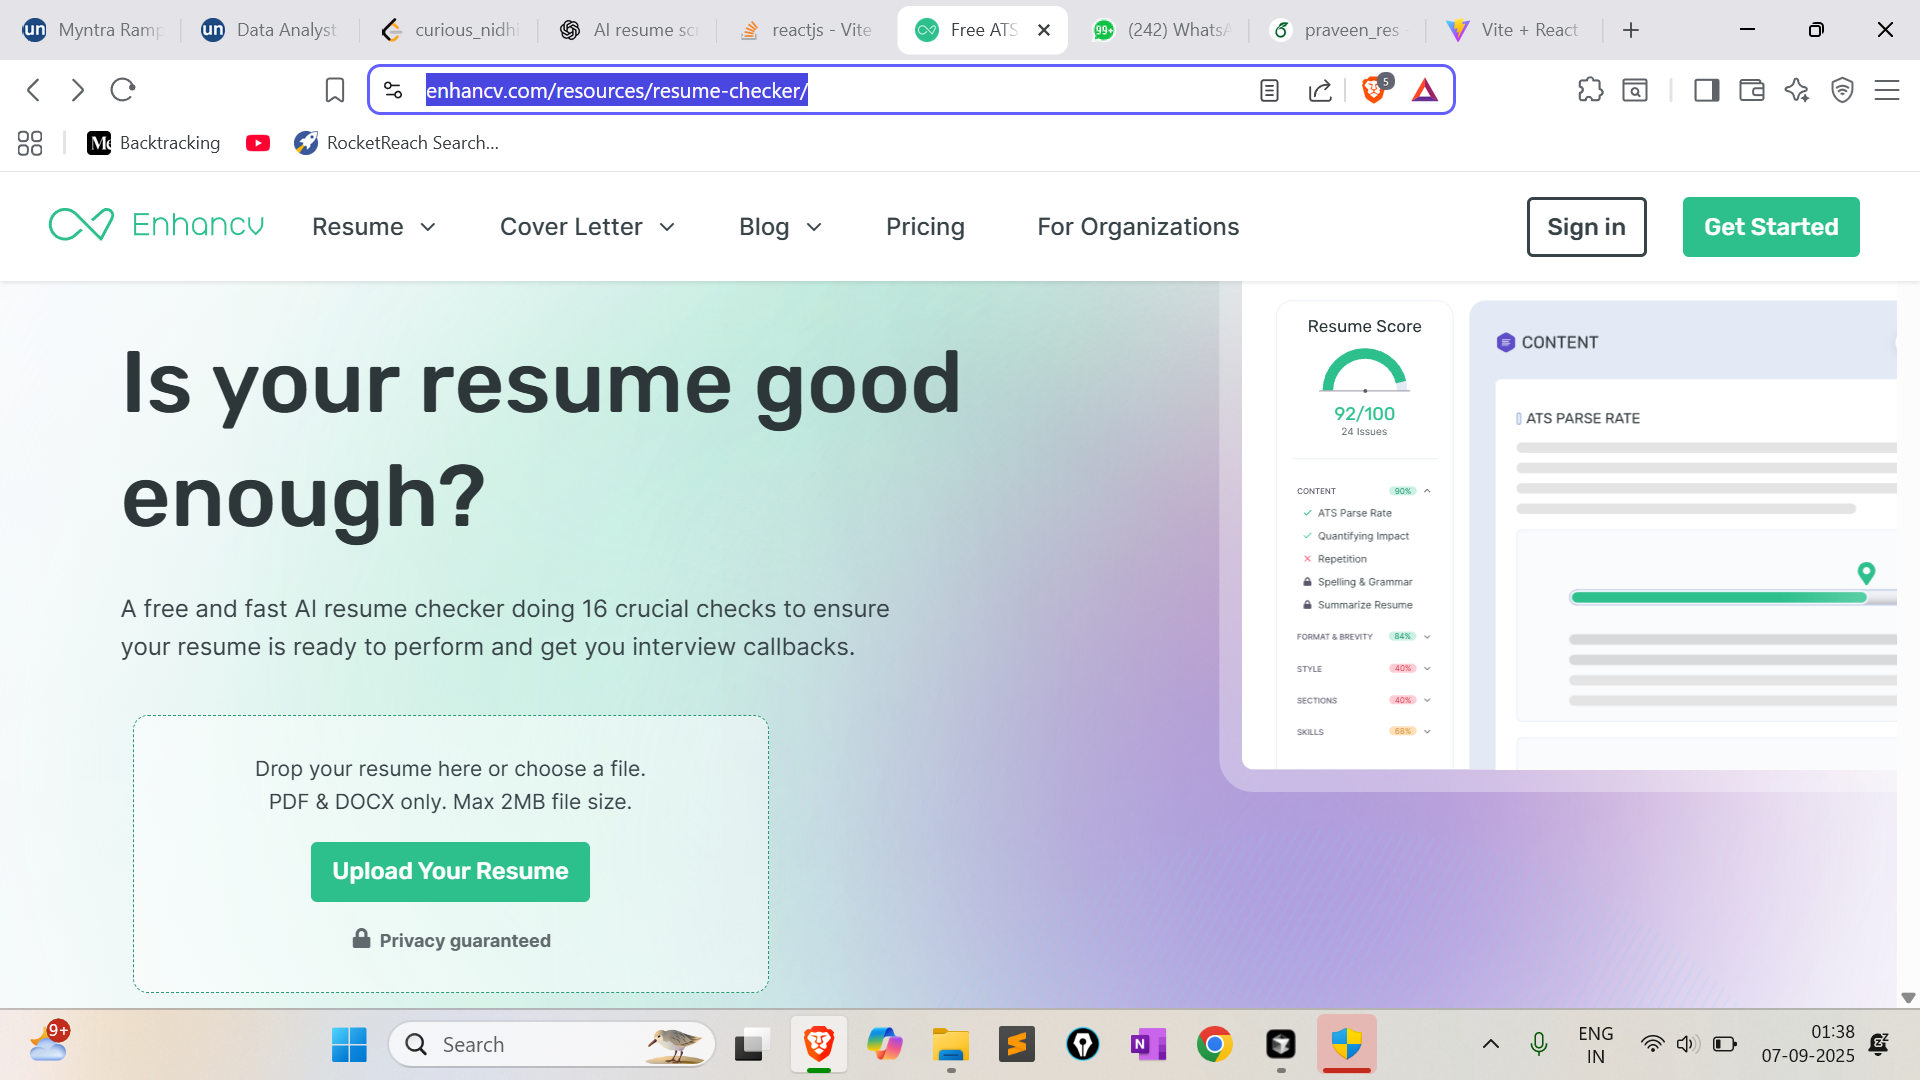 un Myntra Ramp
un Data Analyst
curious_nidhi
AI resume scr
reactjs - Vite
Free ATS
99+ (242) WhatsA
praveen_res
Vite + React
enhancv.com/resources/resume-checker/
5
Backtracking
RocketReach Search...
Enhancv
Resume
Cover Letter
Blog
Pricing
For Organizations
Sign in
Get Started
Is your resume good
enough?
A free and fast AI resume checker doing 16 crucial checks to ensure
your resume is ready to perform and get you interview callbacks.
Drop your resume here or choose a file.
PDF & DOCX only. Max 2MB file size.
Upload Your Resume
Privacy guaranteed
Resume Score
92/100
24 Issues
CONTENT 90%
ATS Parse Rate
Quantifying Impact
Repetition
Spelling & Grammar
Summarize Resume
FORMAT & BREVITY 84%
STYLE 40%
SECTIONS 40%
SKILLS 68%
CONTENT
ATS PARSE RATE
9+
Search
ENG
IN
01:38
07-09-2025